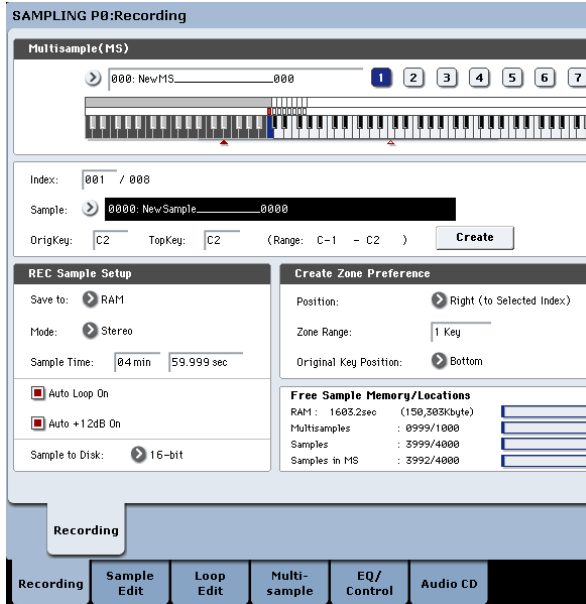 SAMPLING P0:Recording
Multisample(MS)
000: NewMS____________000
1 2 3 4 5 6 7
Index: 001 / 008
Sample: 0000: NewSample________0000
OrigKey: C2 TopKey: C2 (Range: C-1 - C2 ) Create
REC Sample Setup
Save to: RAM
Mode: Stereo
Sample Time: 04 min 59.999 sec
Auto Loop On
Auto +12dB On
Sample to Disk: 16-bit
Create Zone Preference
Position: Right (to Selected Index)
Zone Range: 1 Key
Original Key Position: Bottom
Free Sample Memory/Locations
RAM : 1603.2sec (150,303Kbyte)
Multisamples : 0999/1000
Samples : 3999/4000
Samples in MS : 3992/4000
Recording
Recording
Sample Edit
Loop Edit
Multi-sample
EQ/ Control
Audio CD